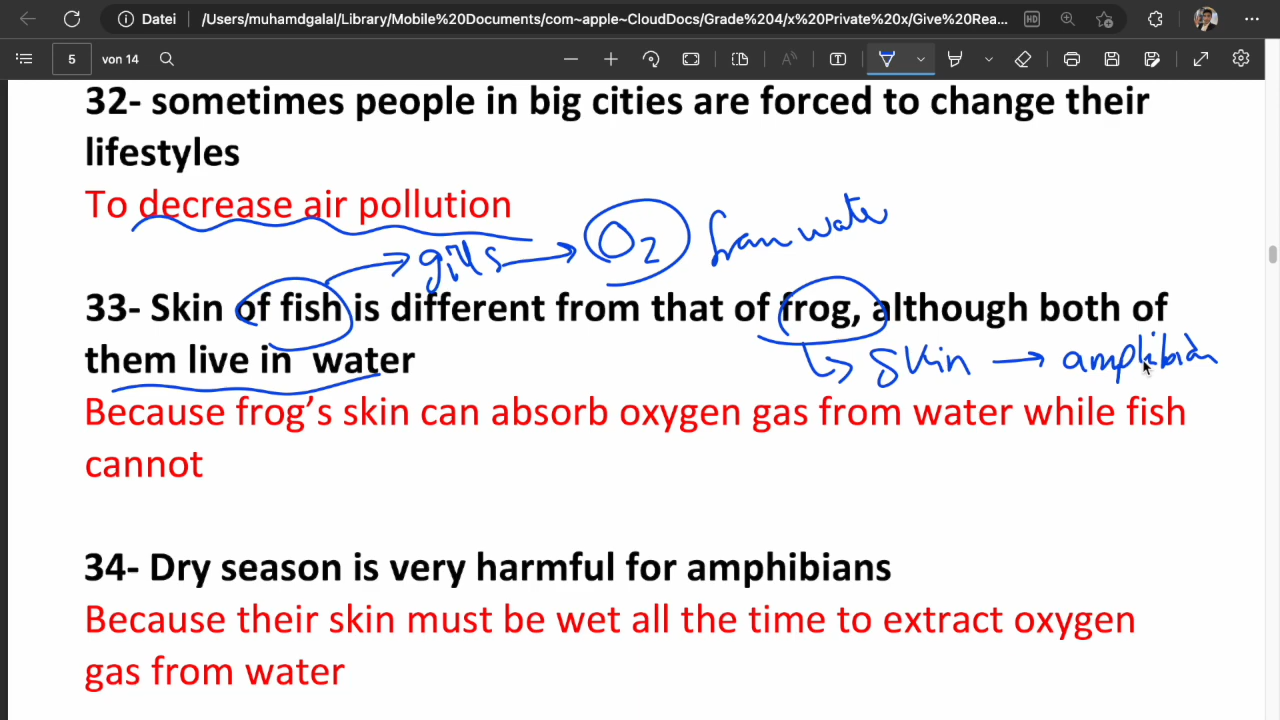 Datei
/Users/muhamdgalal/Library/Mobile%20Documents/com~apple~CloudDocs/Grade%204/x%20Private%20x/Give%20Rea...
HD
5 von 14
32- sometimes people in big cities are forced to change their
lifestyles
To decrease air pollution
gills O2 from water
33- Skin of fish is different from that of frog, although both of
them live in water
skin
Because frog's skin can absorb oxygen gas from water while fish
cannot
34- Dry season is very harmful for amphibians
Because their skin must be wet all the time to extract oxygen
gas from water